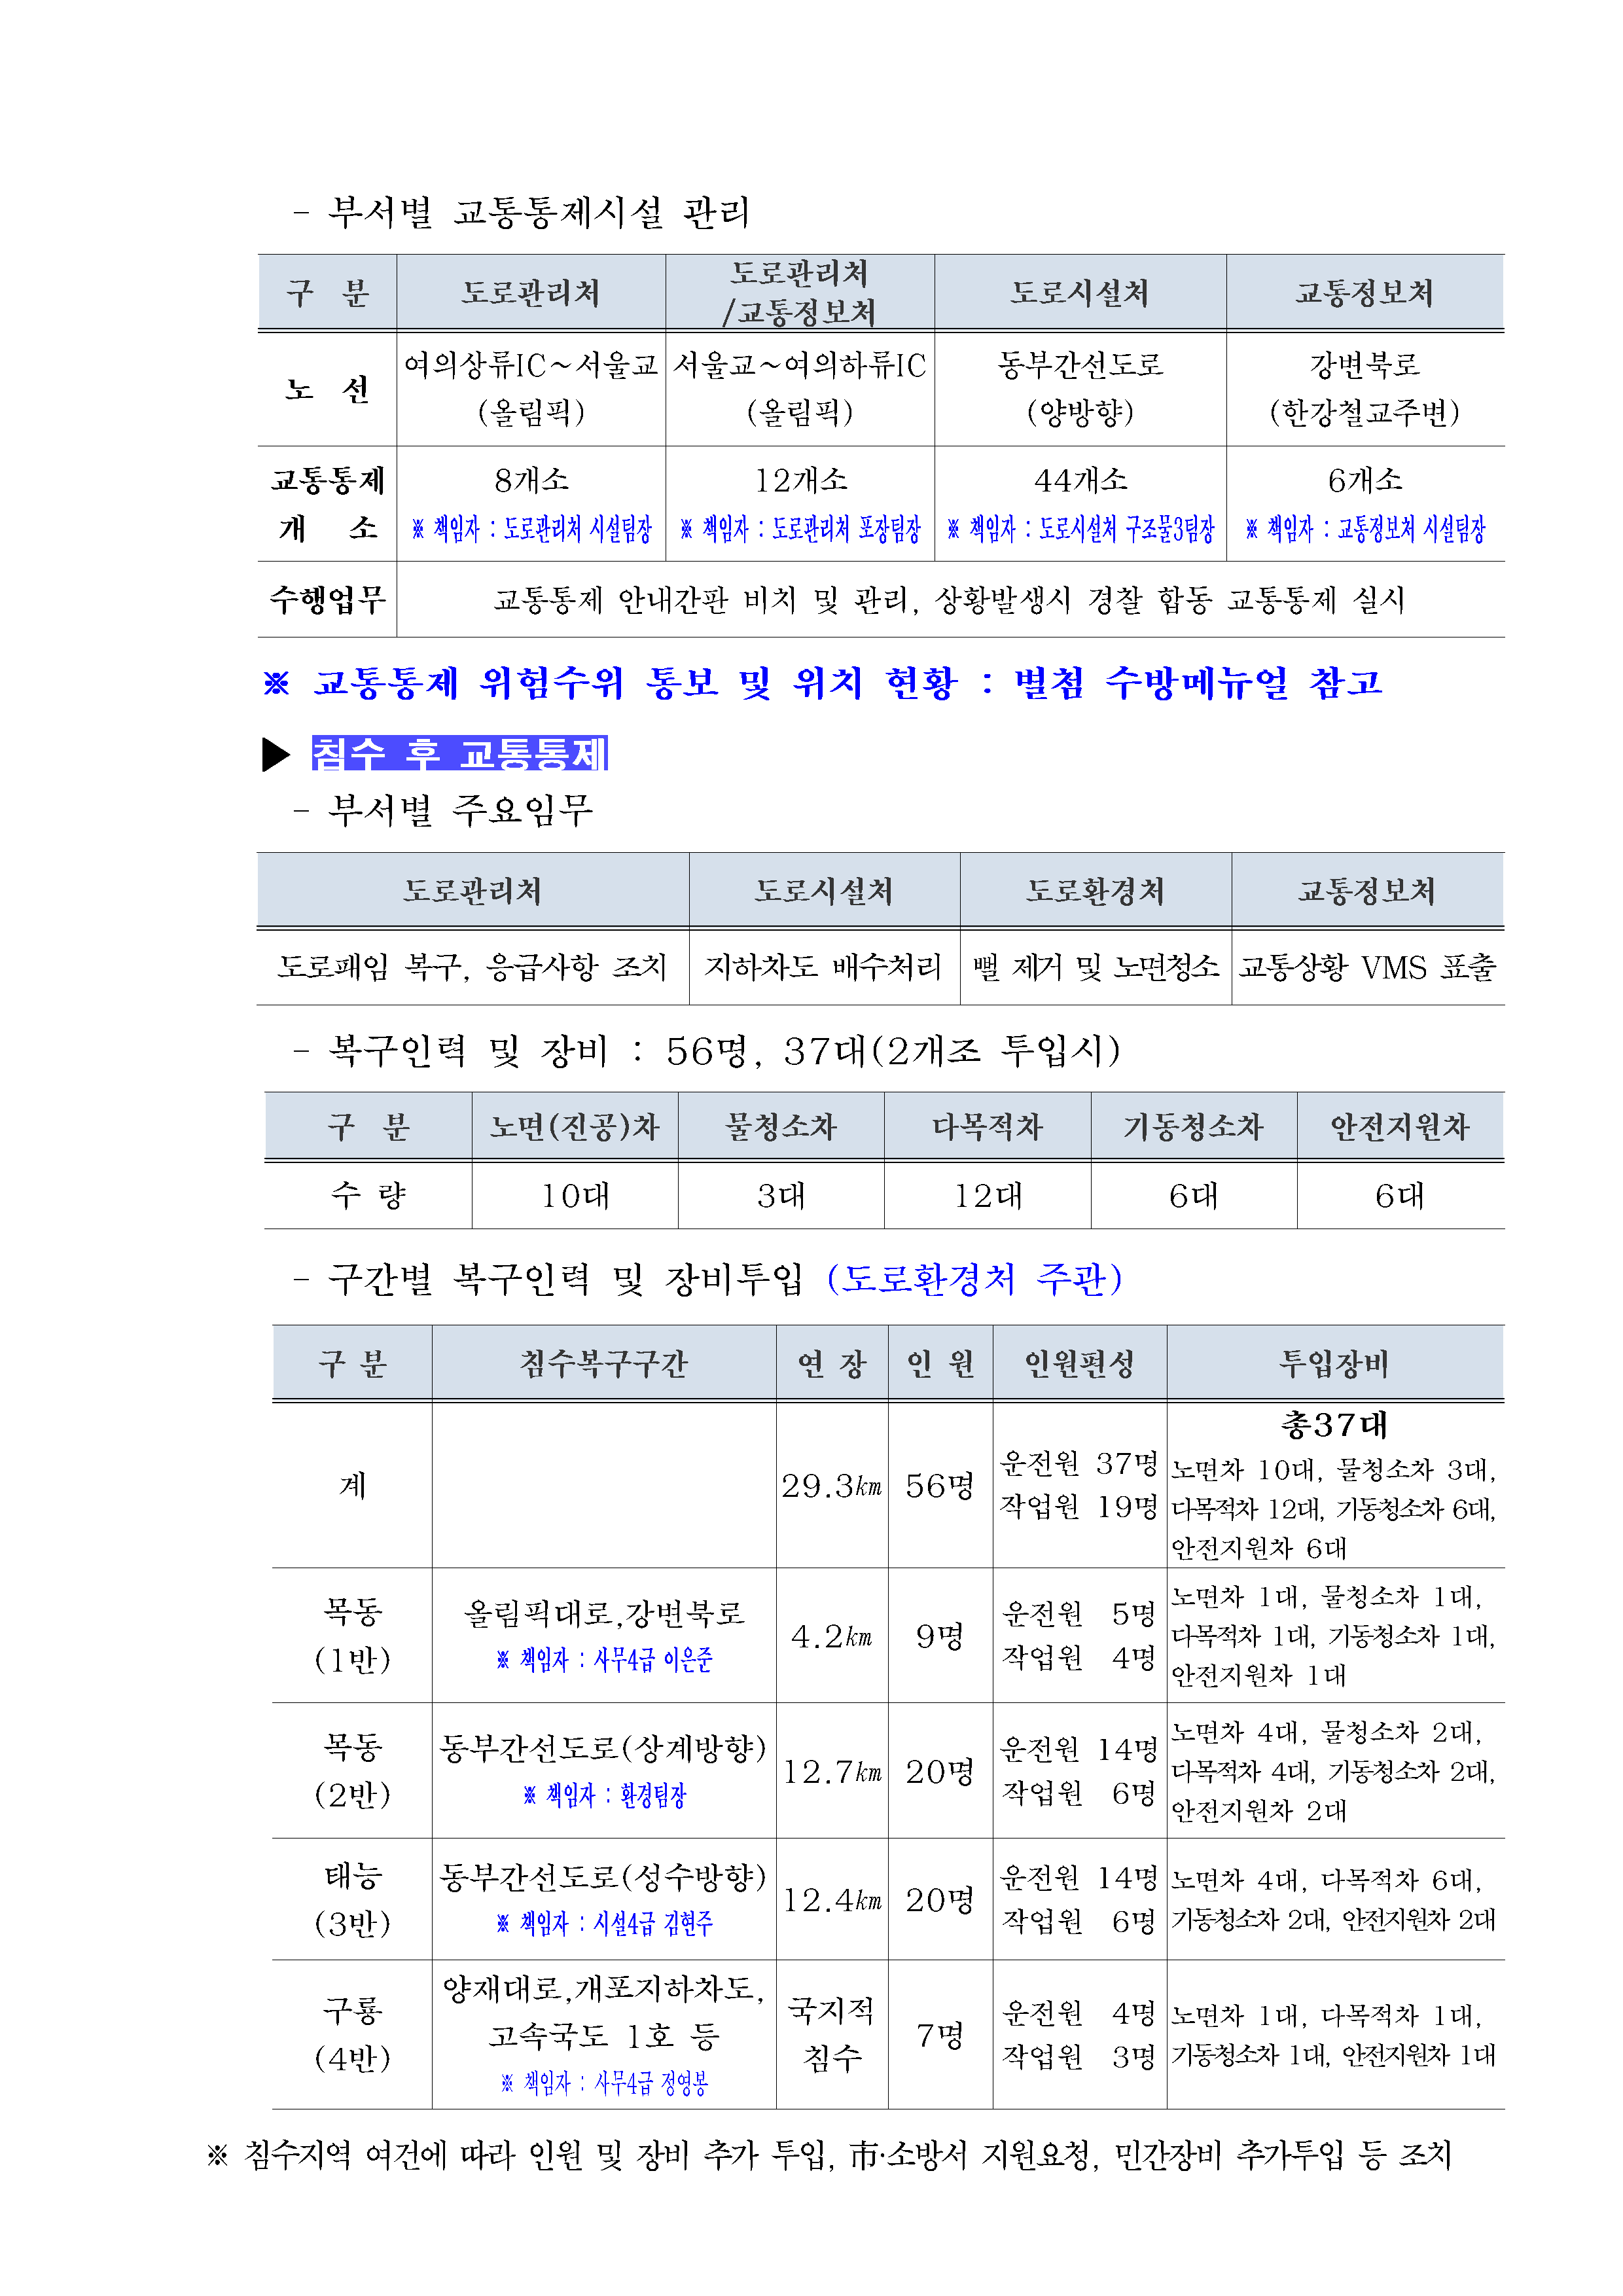 - 부서별 교통통제시설 관리
구 분 도로관리처 도로관리처 /교통정보처 도로시설처 교통정보처
노 선 여의상류IC~서울교 서울교~여의하류IC 동부간선도로 강변북로
(올림픽) (올림픽) (양방향) (한강철교주변)
교통통제 8개소 12개소 44개소 6개소
개 소 ※ 책임자 : 도로관리처 시설팀장 ※ 책임자 : 도로관리처 포장팀장 ※ 책임자 : 도로시설처 구조물3팀장 ※ 책임자 : 교통정보처 시설팀장
수행업무 교통통제 안내간판 비치 및 관리, 상황발생시 경찰 합동 교통통제 실시
※ 교통통제 위험수위 통보 및 위치 현황 : 별첨 수방메뉴얼 참고
▶ 침수 후 교통통제
- 부서별 주요임무
도로관리처 도로시설처 도로환경처 교통정보처
도로패임 복구, 응급사항 조치 지하차도 배수처리 뻘 제거 및 노면청소 교통상황 VMS 표출
- 복구인력 및 장비 : 56명, 37대(2개조 투입시)
구 분 노면(진공)차 물청소차 다목적차 기동청소차 안전지원차
수 량 10대 3대 12대 6대 6대
- 구간별 복구인력 및 장비투입 (도로환경처 주관)
구 분 침수복구구간 연 장 인 원 인원편성 투입장비
계 29.3㎞ 56명
운전원 37명
작업원 19명
총37대
노면차 10대, 물청소차 3대,
다목적차 12대, 기동청소차 6대,
안전지원차 6대
목동
(1반)
올림픽대로,강변북로
※ 책임자 : 사무4급 이은준
4.2㎞ 9명
운전원 5명
작업원 4명
노면차 1대, 물청소차 1대,
다목적차 1대, 기동청소차 1대,
안전지원차 1대
목동
(2반)
동부간선도로(상계방향)
※ 책임자 : 환경팀장
12.7㎞ 20명
운전원 14명
작업원 6명
노면차 4대, 물청소차 2대,
다목적차 4대, 기동청소차 2대,
안전지원차 2대
태능
(3반)
동부간선도로(성수방향)
※ 책임자 : 시설4급 김현주
12.4㎞ 20명
운전원 14명
작업원 6명
노면차 4대, 다목적차 6대,
기동청소차 2대, 안전지원차 2대
구룡
(4반)
양재대로,개포지하차도,
고속국도 1호 등
※ 책임자 : 사무4급 정영봉
국지적
침수
7명
운전원 4명
작업원 3명
노면차 1대, 다목적차 1대,
기동청소차 1대, 안전지원차 1대
※ 침수지역 여건에 따라 인원 및 장비 추가 투입, 市·소방서 지원요청, 민간장비 추가투입 등 조치